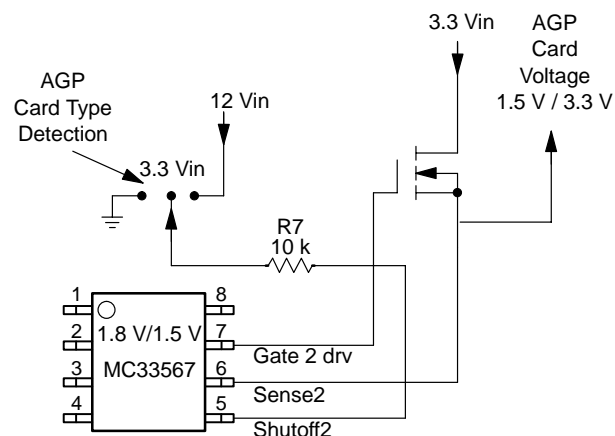 3.3 Vin
AGP
Card
Voltage
1.5 V / 3.3 V
AGP
Card Type
Detection
12 Vin
3.3 Vin
R7
10 k
1
2
3
4
8
7
6
5
1.8 V/1.5 V
MC33567
Gate 2 drv
Sense2
Shutoff2